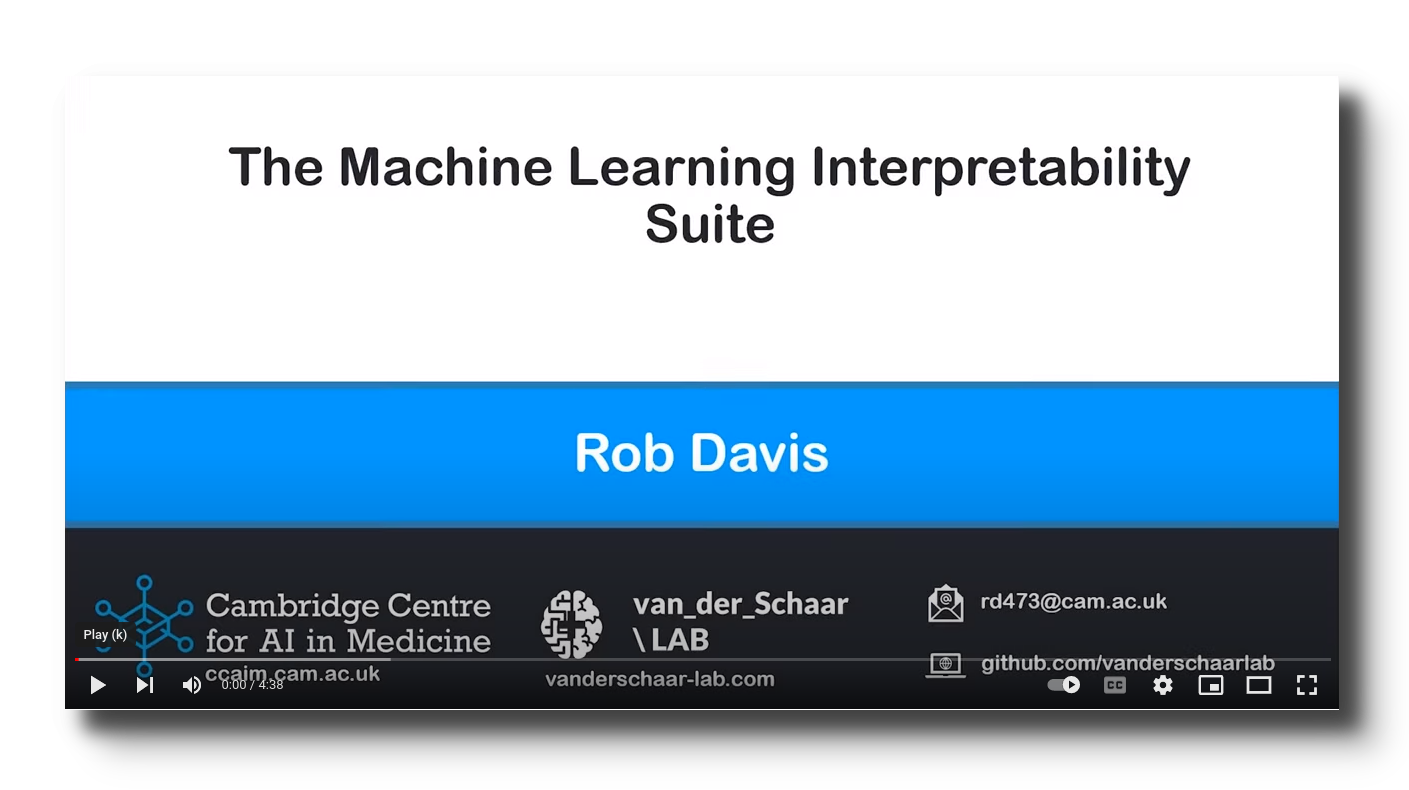 The Machine Learning Interpretability
Suite
Rob Davis
Cambridge Centre
for AI in Medicine
ccaim.cam.ac.uk
van_der_Schaar
\ LAB
vanderschaar-lab.com
rd473@cam.ac.uk
github.com/vanderschaarlab
Play (k)
0:00 / 4:38
CC